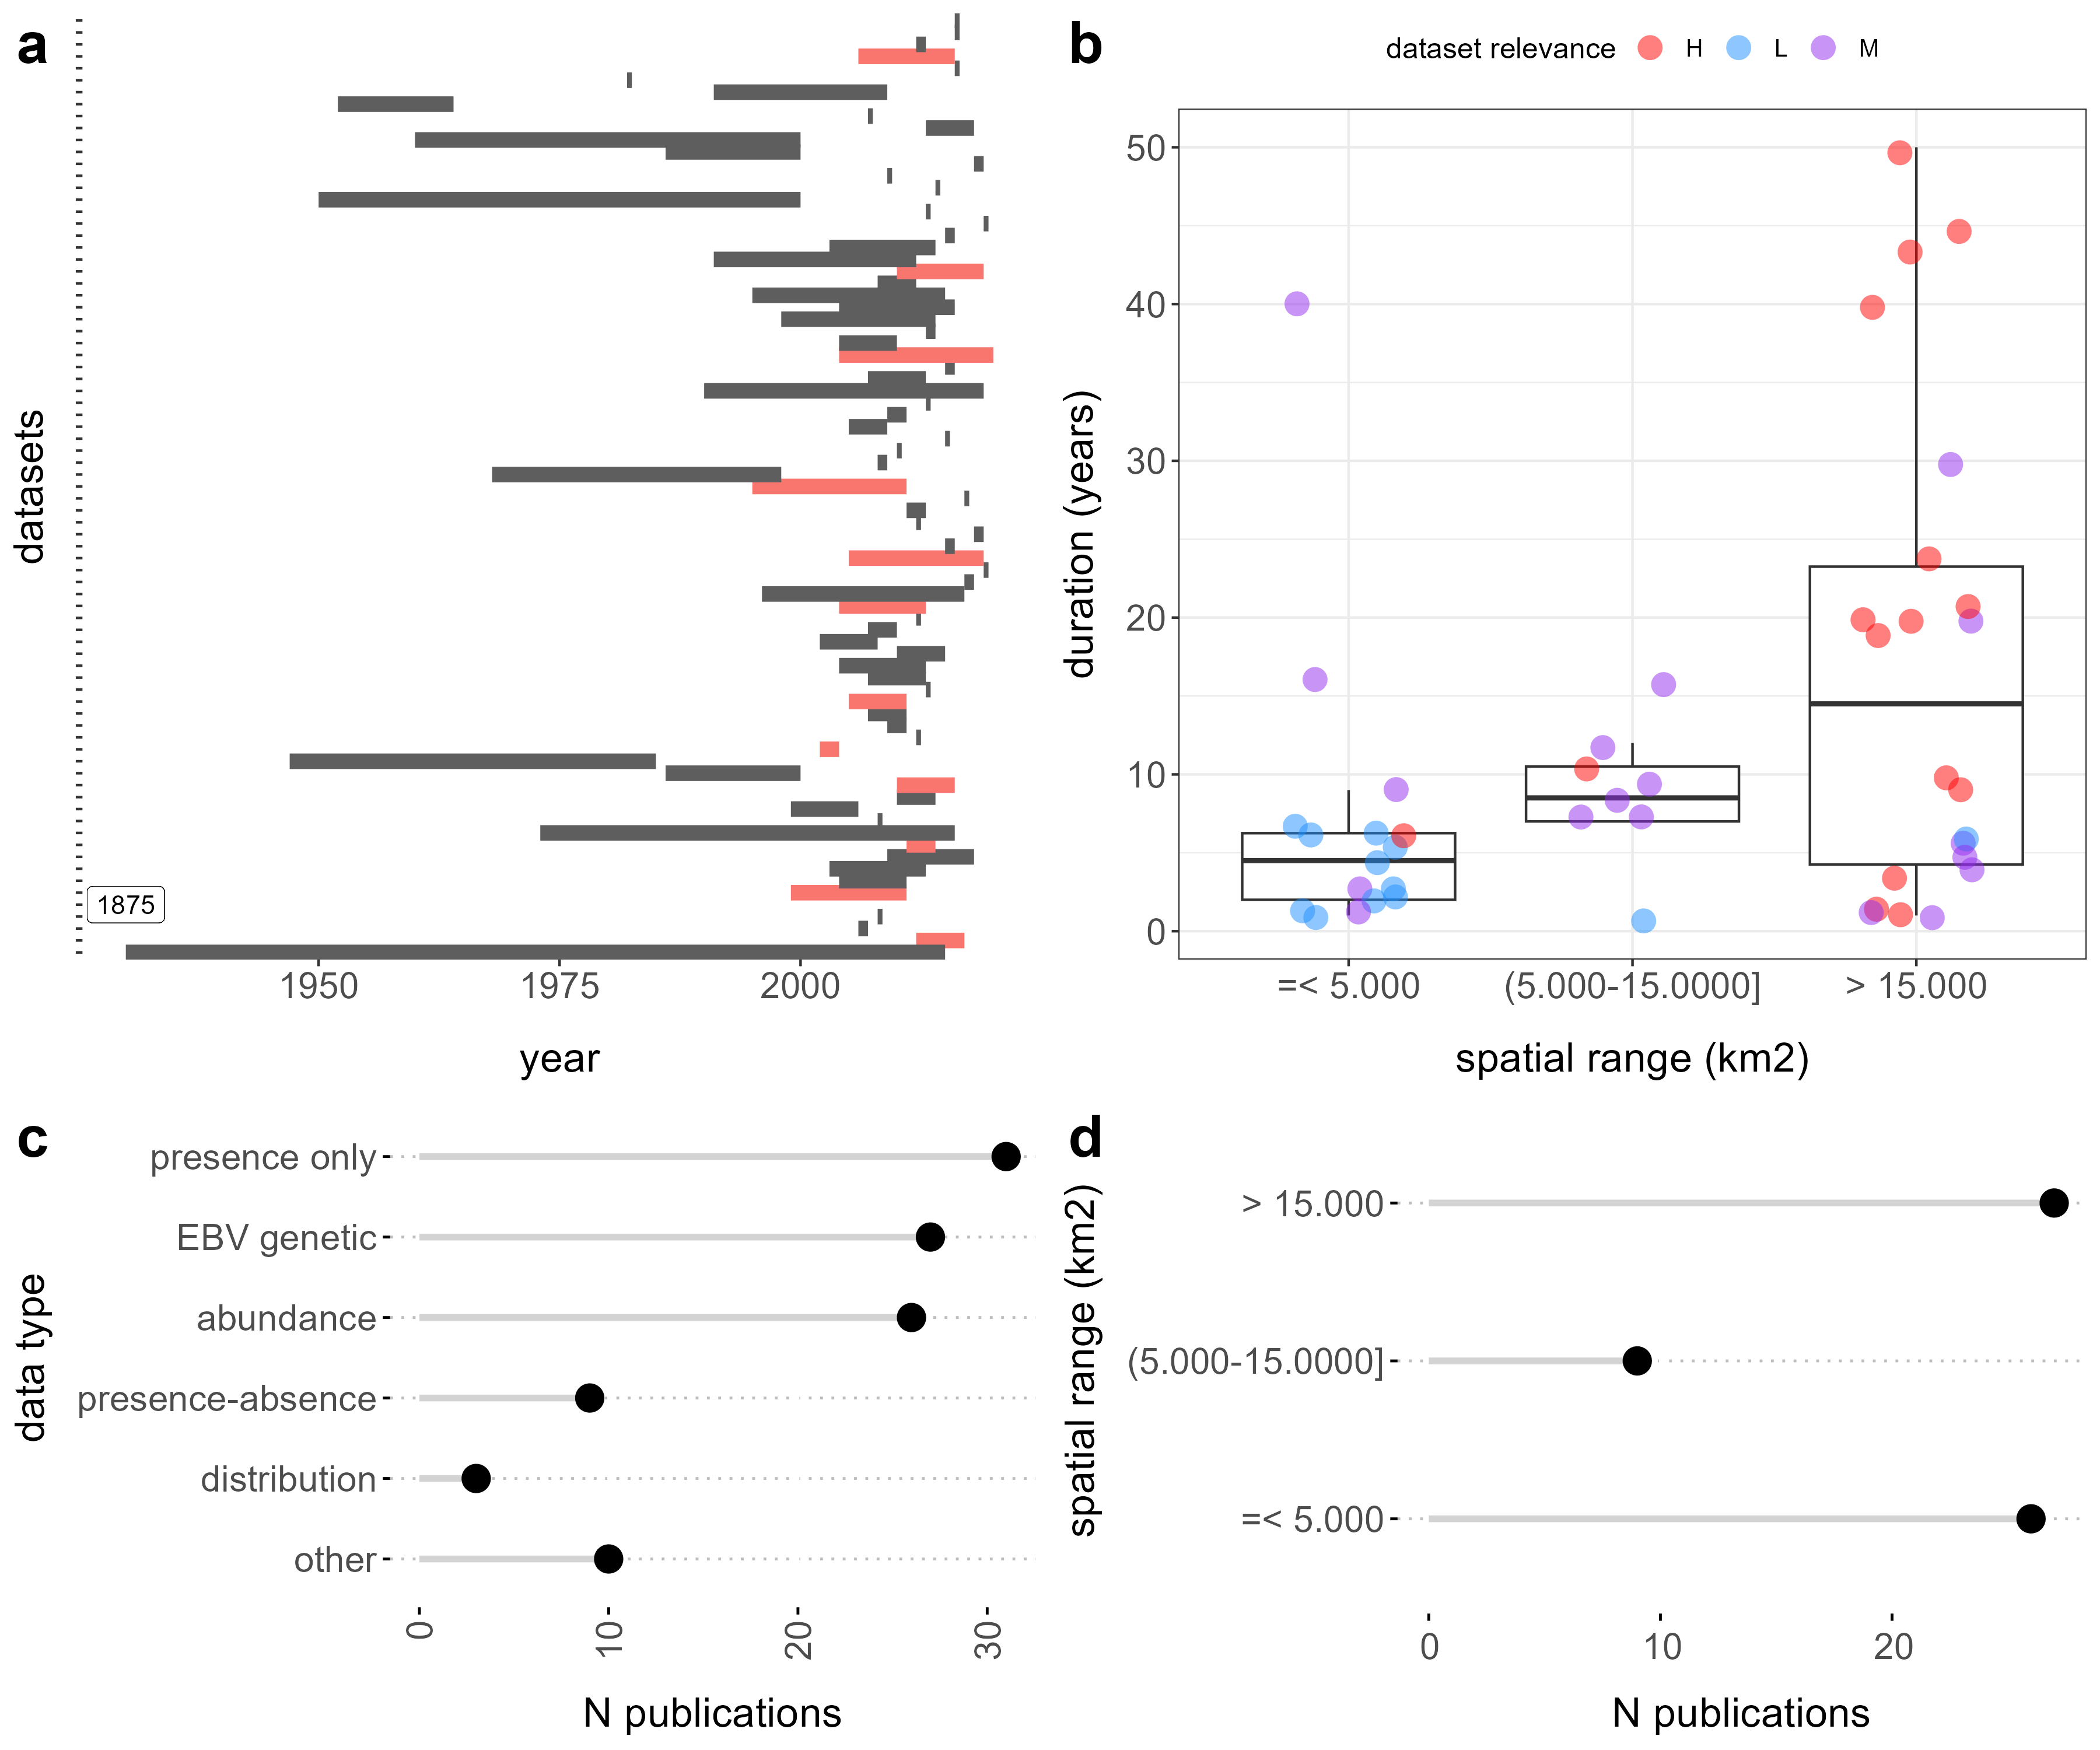 a
datasets
1875
1950 1975 2000
year
b
dataset relevance H L M
duration (years)
50
40
30
20
10
0
=< 5.000 (5.000-15.0000] > 15.000
spatial range (km2)
c
data type
presence only
EBV genetic
abundance
presence-absence
distribution
other
0 10 20 30
N publications
d
spatial range (km2)
> 15.000
(5.000-15.0000]
=< 5.000
0 10 20
N publications